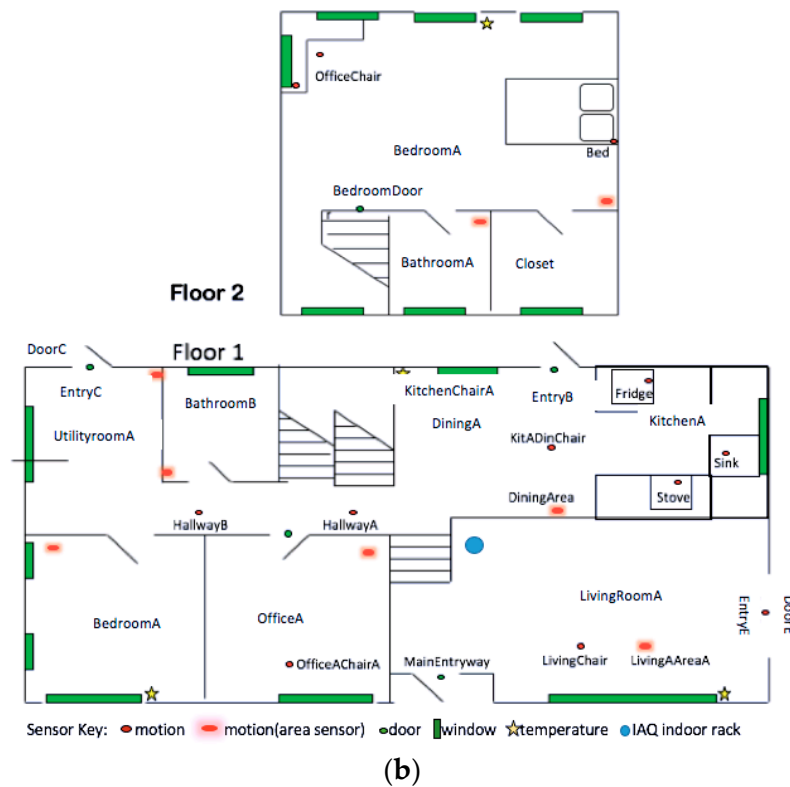 OfficeChair
Bed
BedroomA
BedroomDoor
r
BathroomA
Closet
Floor 2
DoorC
Floor 1
EntryC
BathroomB
KitchenChairA
EntryB
Fridge
DiningA
KitchenA
UtilityroomA
KitADinChair
Sink
DiningArea
Stove
HallwayB
HallwayA
LivingRoomA
EntryE
DoorE
BedroomA
OfficeA
OfficeAChairA
MainEntryway
LivingChair
LivingAAreaA
Sensor Key: motion motion(area sensor) door window temperature IAQ indoor rack
(b)